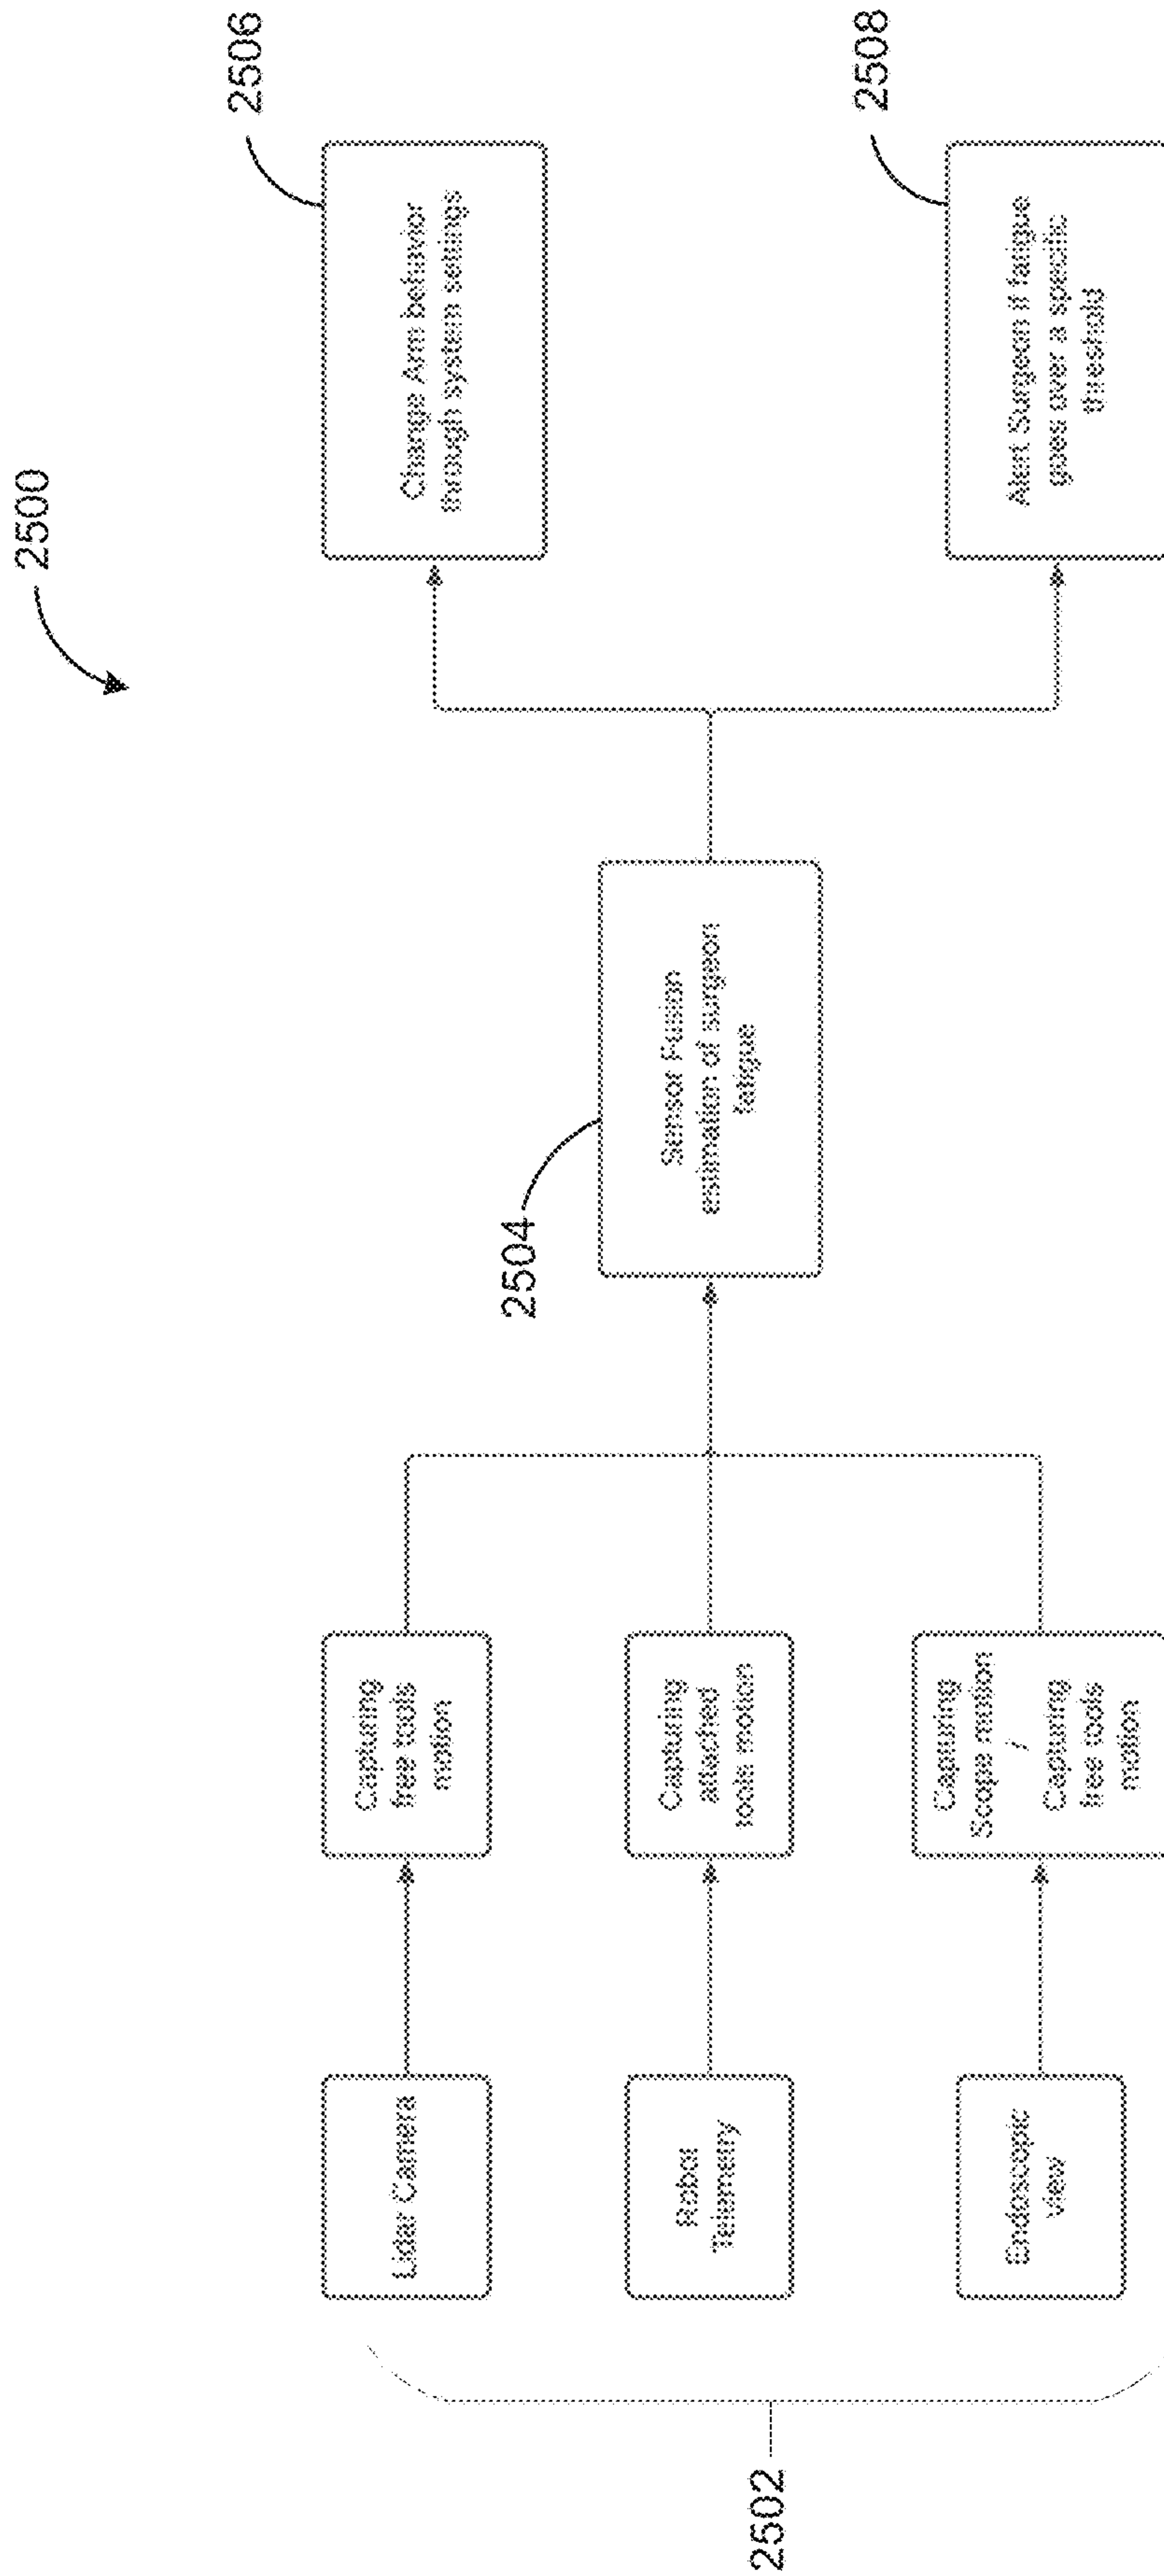 2500
2502
Lidar Camera
Robot
Telemetry
Endoscopic
view
Capturing
free tools
motion
Capturing
attached
tools motion
Capturing
Scope motion
/
Capturing
free tools
motion
2504
Sensor Fusion
estimation of surgeon
fatigue
2506
Change Arm behavior
through system settings
2508
Alert Surgeon if fatigue
goes over a specific
threshold